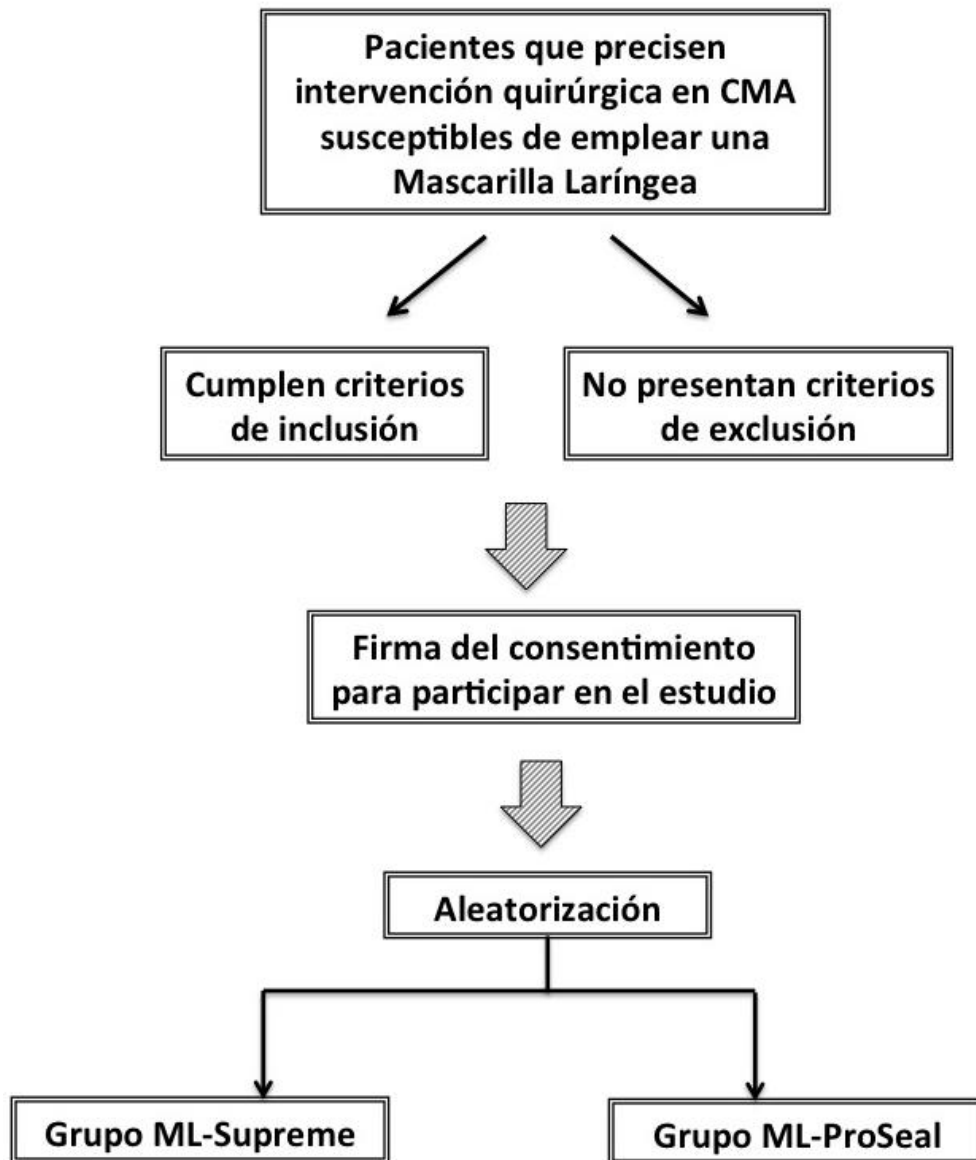 Pacientes que precisen
intervención quirúrgica en CMA
susceptibles de emplear una
Mascarilla Laríngea
Cumplen criterios
de inclusión
No presentan criterios
de exclusión
Firma del consentimiento
para participar en el estudio
Aleatorización
Grupo ML-Supreme
Grupo ML-ProSeal